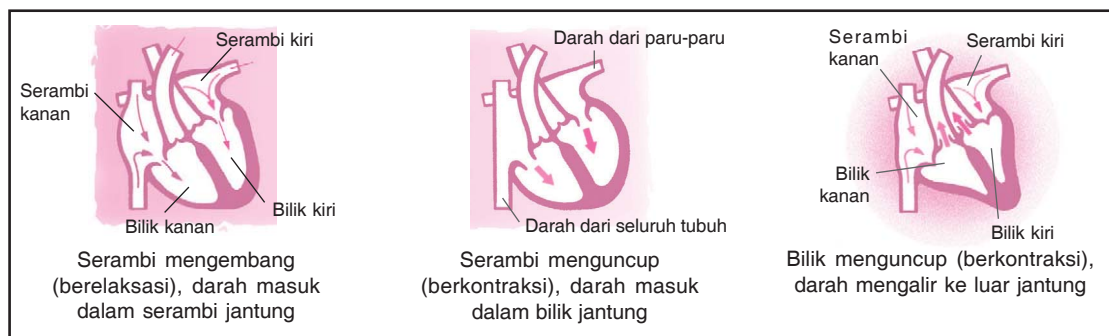 Serambi kiri
Serambi
kanan
Bilik kiri
Bilik kanan
Serambi mengembang
(berelaksasi), darah masuk
dalam serambi jantung
Darah dari paru-paru
Darah dari seluruh tubuh
Serambi menguncup
(berkontraksi), darah masuk
dalam bilik jantung
Serambi
kanan
Serambi kiri
Bilik
kanan
Bilik kiri
Bilik menguncup (berkontraksi),
darah mengalir ke luar jantung